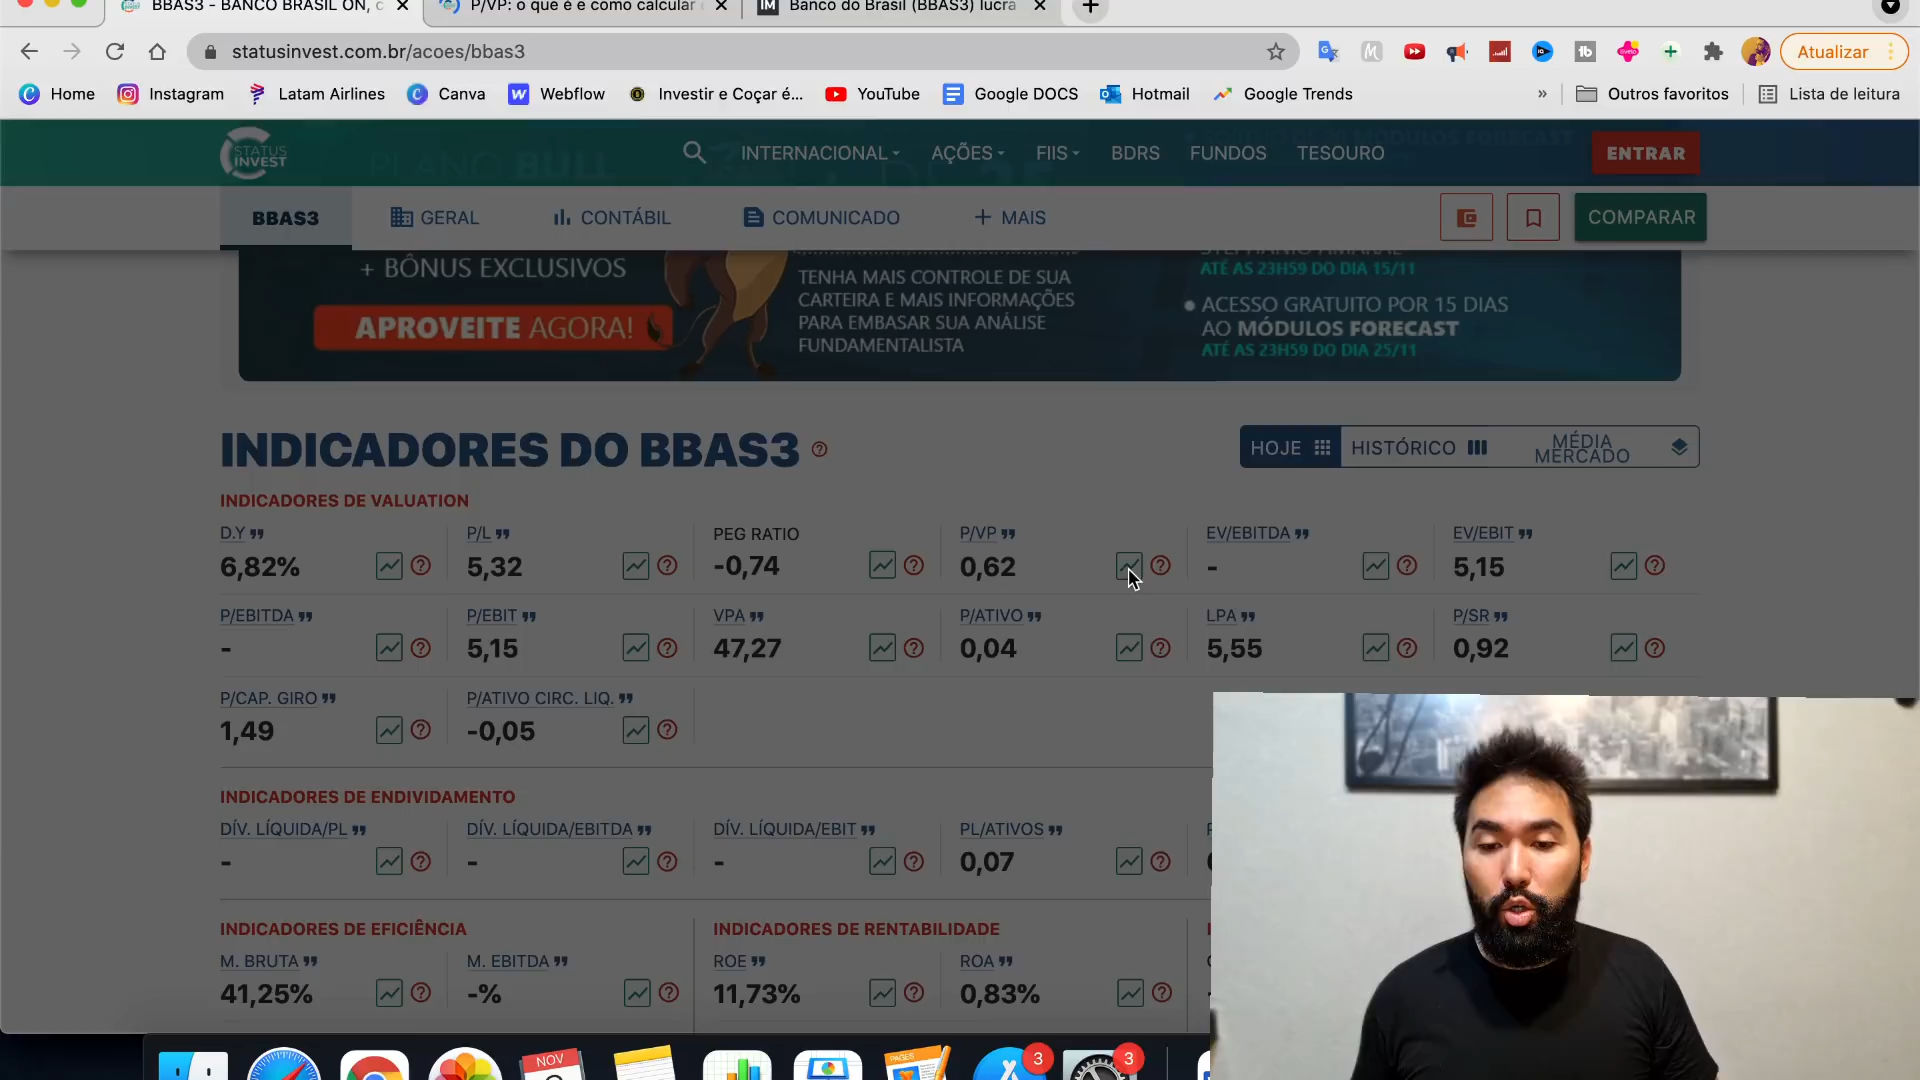 BBAS3 - BANCO BRASIL ON, c
P/VP: o que é e como calcular
Banco do Brasil (BBAS3) lucra
statusinvest.com.br/acoes/bbas3
Atualizar
Home
Instagram
Latam Airlines
Canva
Webflow
Investir e Coçar é...
YouTube
Google DOCS
Hotmail
Google Trends
»
Outros favoritos
Lista de leitura
STATUS
INVEST
PLANO BULL
INTERNACIONAL
AÇÕES
FIIS
BDRS
FUNDOS
TESOURO
ENTRAR
BBAS3
GERAL
CONTÁBIL
COMUNICADO
+ MAIS
COMPARAR
+ BÔNUS EXCLUSIVOS
APROVEITE AGORA!
TENHA MAIS CONTROLE DE SUA
CARTEIRA E MAIS INFORMAÇÕES
PARA EMBASAR SUA ANÁLISE
FUNDAMENTALISTA
ATÉ AS 23H59 DO DIA 15/11
ACESSO GRATUITO POR 15 DIAS
AO MÓDULOS FORECAST
ATÉ AS 23H59 DO DIA 25/11
INDICADORES DO BBAS3
HOJE
HISTÓRICO
MÉDIA
MERCADO
INDICADORES DE VALUATION
D.Y
6,82%
P/L
5,32
PEG RATIO
-0,74
P/VP
0,62
EV/EBITDA
-
EV/EBIT
5,15
P/EBITDA
-
P/EBIT
5,15
VPA
47,27
P/ATIVO
0,04
LPA
5,55
P/SR
0,92
P/CAP. GIRO
1,49
P/ATIVO CIRC. LIQ.
-0,05
INDICADORES DE ENDIVIDAMENTO
DÍV. LÍQUIDA/PL
-
DÍV. LÍQUIDA/EBITDA
-
DÍV. LÍQUIDA/EBIT
-
PL/ATIVOS
0,07
INDICADORES DE EFICIÊNCIA
M. BRUTA
41,25%
M. EBITDA
-%
INDICADORES DE RENTABILIDADE
ROE
11,73%
ROA
0,83%
NOV
PAGES
3
3